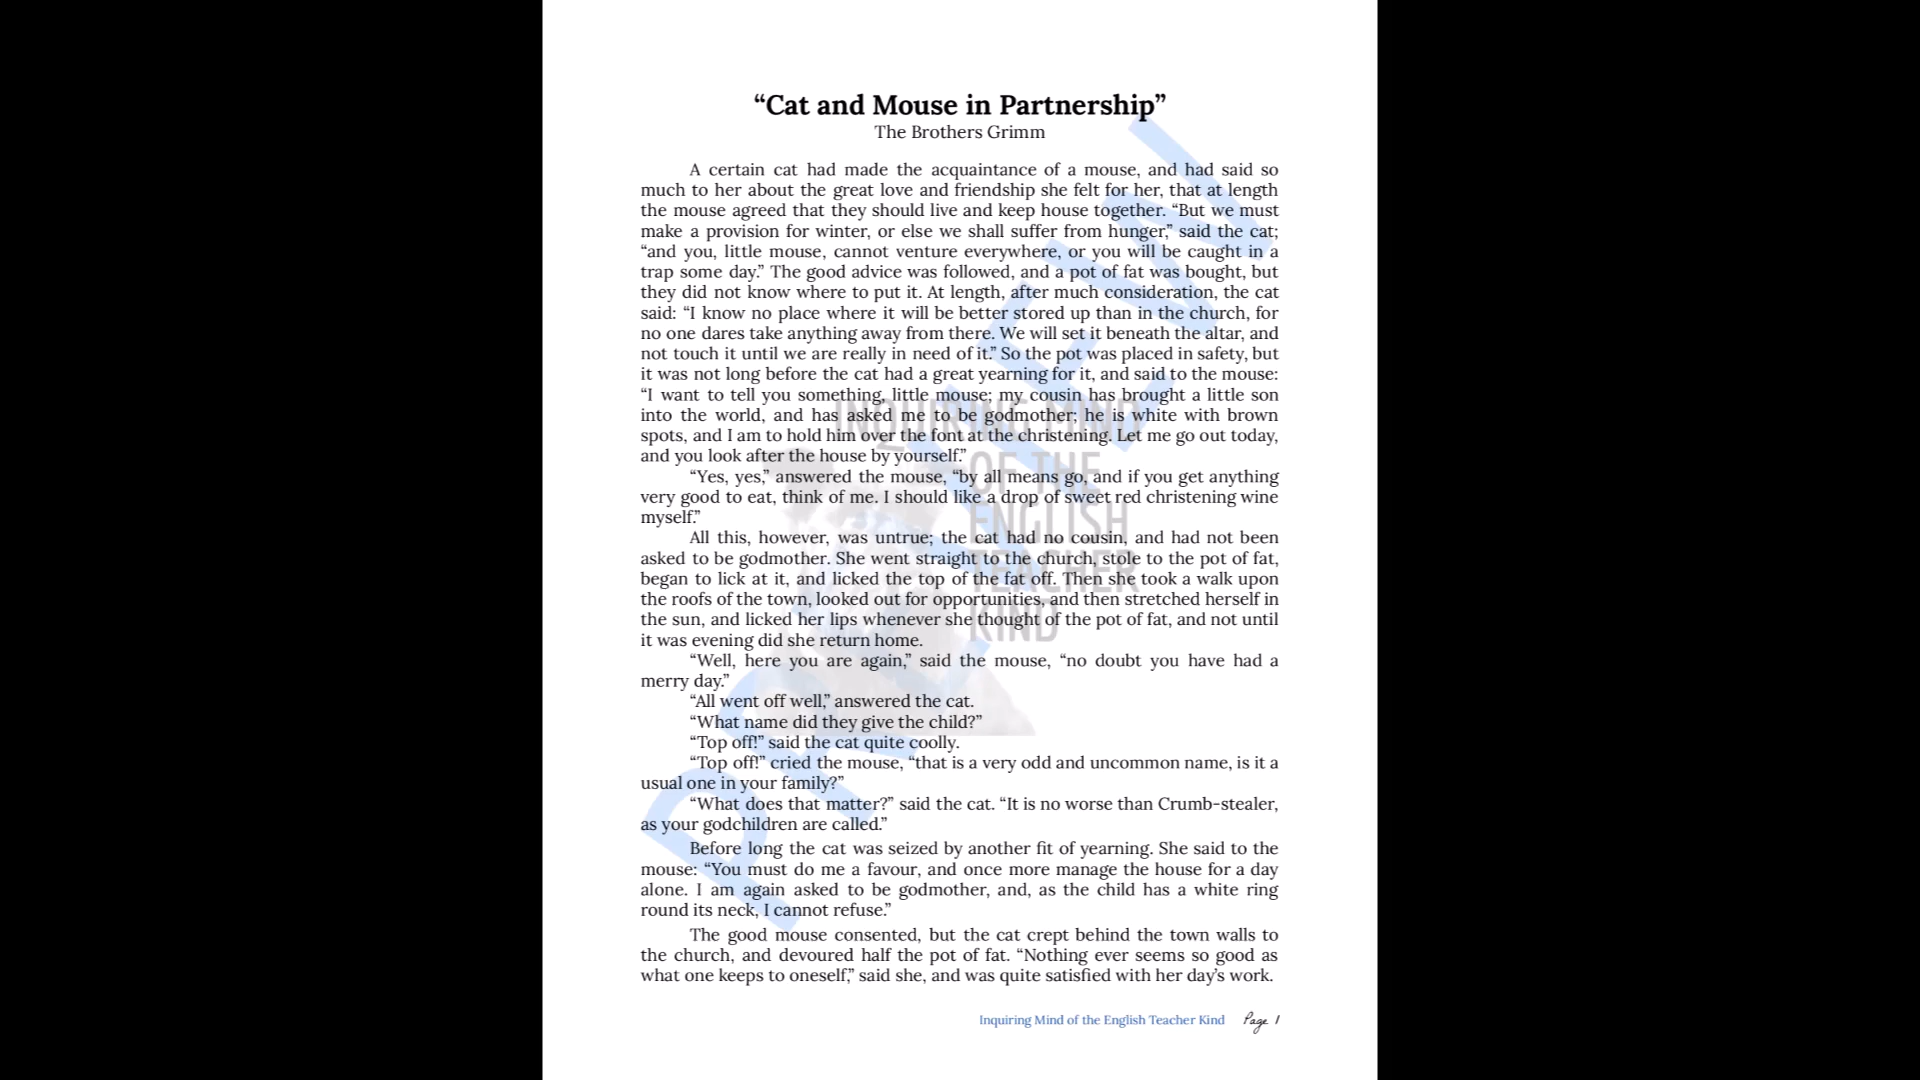 “Cat and Mouse in Partnership”
The Brothers Grimm
A certain cat had made the acquaintance of a mouse, and had said so
much to her about the great love and friendship she felt for her, that at length
the mouse agreed that they should live and keep house together. “But we must
make a provision for winter, or else we shall suffer from hunger,” said the cat;
“and you, little mouse, cannot venture everywhere, or you will be caught in a
trap some day.” The good advice was followed, and a pot of fat was bought, but
they did not know where to put it. At length, after much consideration, the cat
said: “I know no place where it will be better stored up than in the church, for
no one dares take anything away from there. We will set it beneath the altar, and
not touch it until we are really in need of it.” So the pot was placed in safety, but
it was not long before the cat had a great yearning for it, and said to the mouse:
“I want to tell you something, little mouse; my cousin has brought a little son
into the world, and has asked me to be godmother; he is white with brown
spots, and I am to hold him over the font at the christening. Let me go out today,
and you look after the house by yourself.”
“Yes, yes,” answered the mouse, “by all means go, and if you get anything
very good to eat, think of me. I should like a drop of sweet red christening wine
myself.”
All this, however, was untrue; the cat had no cousin, and had not been
asked to be godmother. She went straight to the church, stole to the pot of fat,
began to lick at it, and licked the top of the fat off. Then she took a walk upon
the roofs of the town, looked out for opportunities, and then stretched herself in
the sun, and licked her lips whenever she thought of the pot of fat, and not until
it was evening did she return home.
“Well, here you are again,” said the mouse, “no doubt you have had a
merry day.”
“All went off well,” answered the cat.
“What name did they give the child?”
“Top off!” said the cat quite coolly.
“Top off!” cried the mouse, “that is a very odd and uncommon name, is it a
usual one in your family?”
“What does that matter?” said the cat. “It is no worse than Crumb-stealer,
as your godchildren are called.”
Before long the cat was seized by another fit of yearning. She said to the
mouse: “You must do me a favour, and once more manage the house for a day
alone. I am again asked to be godmother, and, as the child has a white ring
round its neck, I cannot refuse.”
The good mouse consented, but the cat crept behind the town walls to
the church, and devoured half the pot of fat. “Nothing ever seems so good as
what one keeps to oneself,” said she, and was quite satisfied with her day’s work.
Inquiring Mind of the English Teacher Kind Page 1
PREVIEW
INQUIRING MIND
OF THE
ENGLISH
TEACHER
KIND